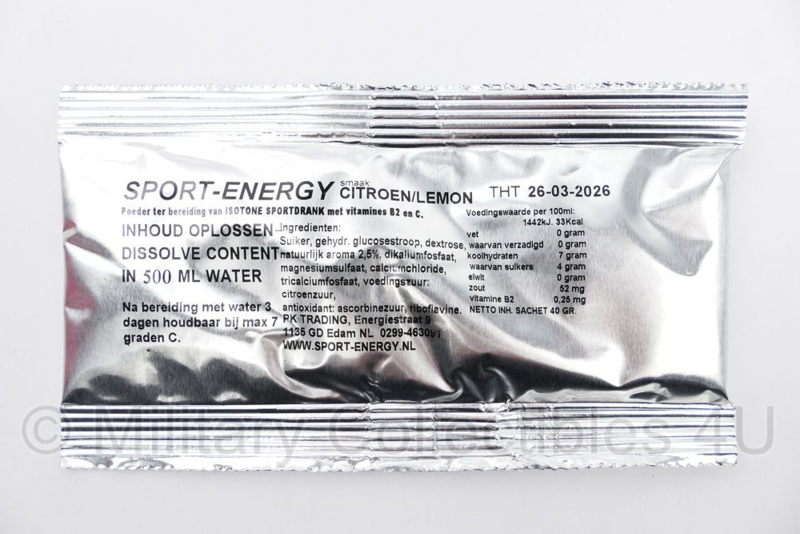 SPORT-ENERGY smaak CITROEN/LEMON THT 26-03-2026
Poeder ter bereiding van ISOTONE SPORTDRANK met vitamines B2 en C.
INHOUD OPLOSSEN
DISSOLVE CONTENT
IN 500 ML WATER
Na bereiding met water 3
dagen houdbaar bij max 7
graden C.
Ingredienten:
Suiker, gehydr. glucosestroop, dextrose,
natuurlijk aroma 2,5%, dikaliumfosfaat,
magnesiumsulfaat, calciumchloride,
tricalciumfosfaat, voedingszuur:
citroenzuur,
antioxidant: ascorbinezuur, riboflavine.
PK TRADING, Energiestraat 9
1135 GD Edam NL 0299-463091
WWW.SPORT-ENERGY.NL
Voedingswaarde per 100ml:
1442kJ. 33Kcal
vet 0 gram
waarvan verzadigd 0 gram
koolhydraten 7 gram
waarvan suikers 4 gram
eiwit 0 gram
zout 52 mg
vitamine B2 0,25 mg
NETTO INH. SACHET 40 GR.
© Military Collectibles 4U